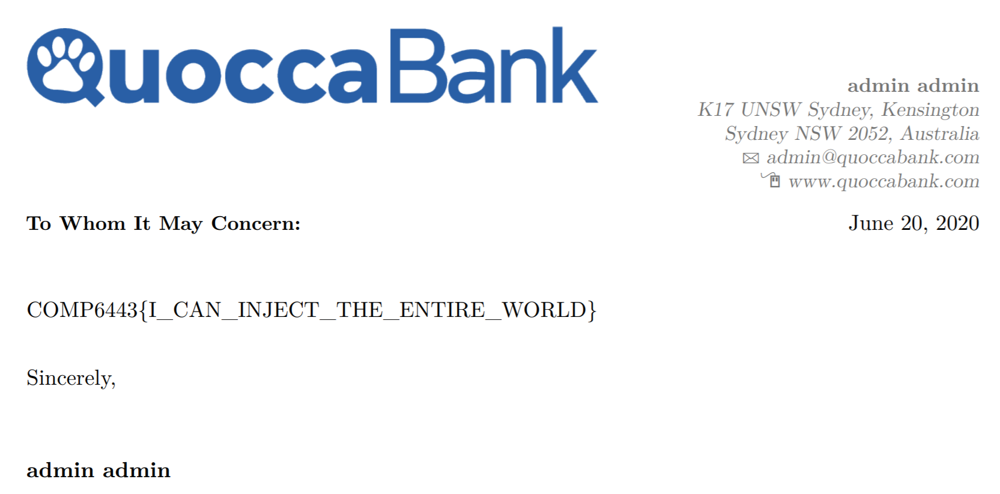 QuoccaBank
admin admin
K17 UNSW Sydney, Kensington
Sydney NSW 2052, Australia
✉ admin@quoccabank.com
🖱 www.quoccabank.com
To Whom It May Concern:
June 20, 2020
COMP6443{I_CAN_INJECT_THE_ENTIRE_WORLD}
Sincerely,
admin admin